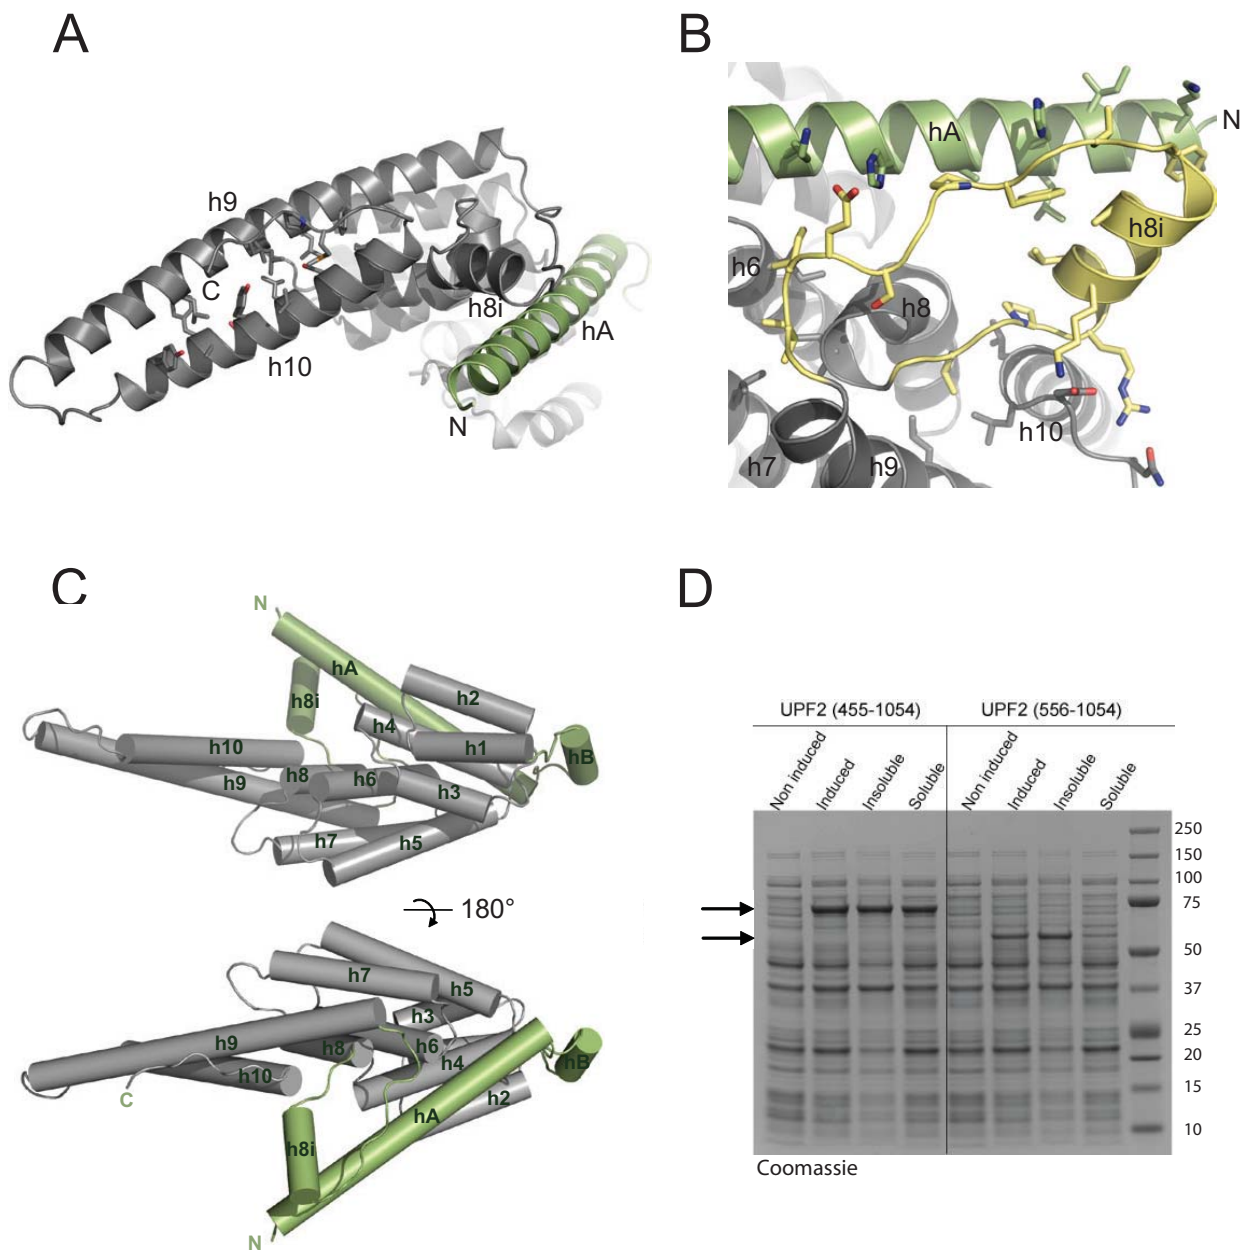 A
h9
C
h10
h8i
hA
N
B
N
hA
h8i
h6
h8
h10
h7
h9
C
N
hA
h2
h8i
h4
h10
h1
hB
h9
h8
h6
h3
h7
h5
180°
h7
h5
h3
h9
h6
h8
h4
hB
h10
h2
C
hA
h8i
N
D
UPF2 (455-1054)
UPF2 (556-1054)
Non induced
Induced
Insoluble
Soluble
Non induced
Induced
Insoluble
Soluble
250
150
100
75
50
37
25
20
15
10
Coomassie